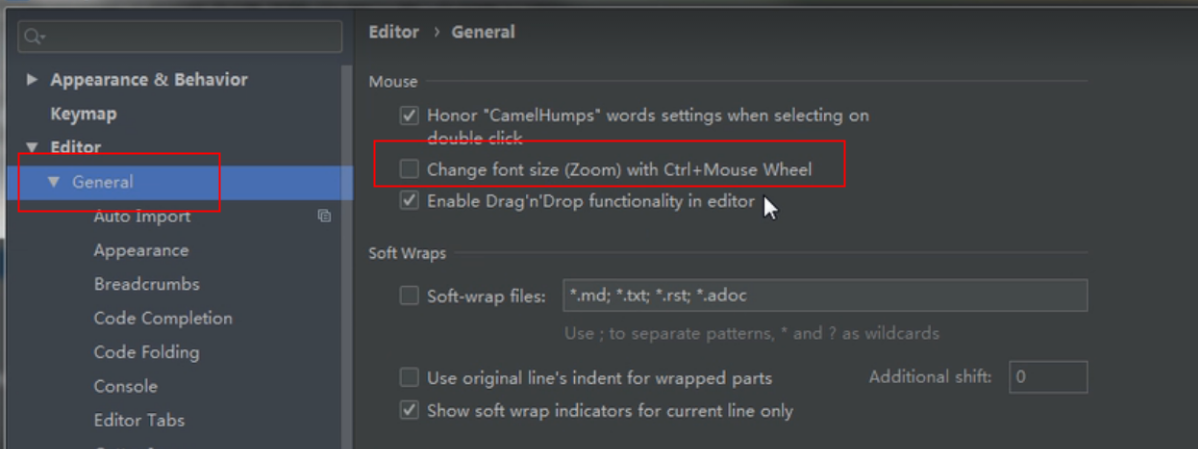 Editor › General
Appearance & Behavior
Keymap
Editor
General
Auto Import
Appearance
Breadcrumbs
Code Completion
Code Folding
Console
Editor Tabs
Mouse
Honor "CamelHumps" words settings when selecting on
double click
Change font size (Zoom) with Ctrl+Mouse Wheel
Enable Drag'n'Drop functionality in editor
Soft Wraps
Soft-wrap files: *.md; *.txt; *.rst; *.adoc
Use ; to separate patterns, * and ? as wildcards
Use original line's indent for wrapped parts Additional shift: 0
Show soft wrap indicators for current line only